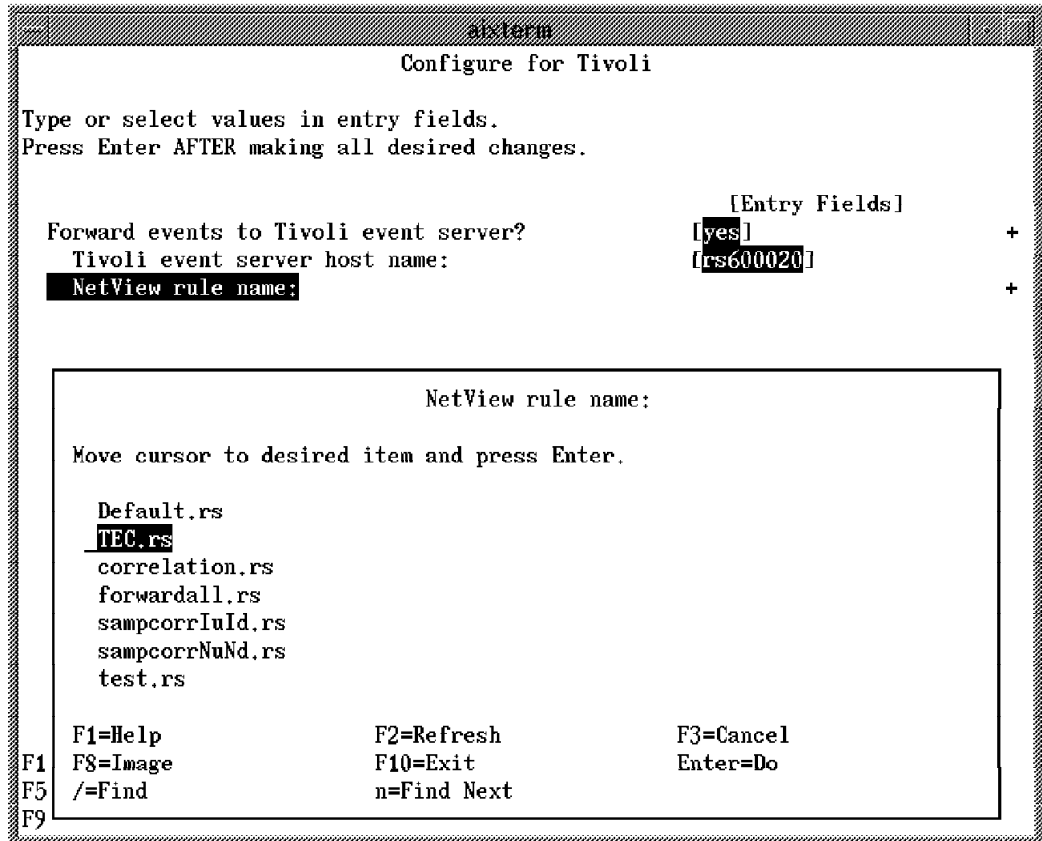 aixterm
Configure for Tivoli
Type or select values in entry fields.
Press Enter AFTER making all desired changes.
[Entry Fields]
Forward events to Tivoli event server? [yes] +
Tivoli event server host name: [rs600020]
NetView rule name: +
NetView rule name:
Move cursor to desired item and press Enter.
Default.rs
TEC.rs
correlation.rs
forwardall.rs
sampcorrIuId.rs
sampcorrNuNd.rs
test.rs
F1=Help F2=Refresh F3=Cancel
F1 F8=Image F10=Exit Enter=Do
F5 /=Find n=Find Next
F9